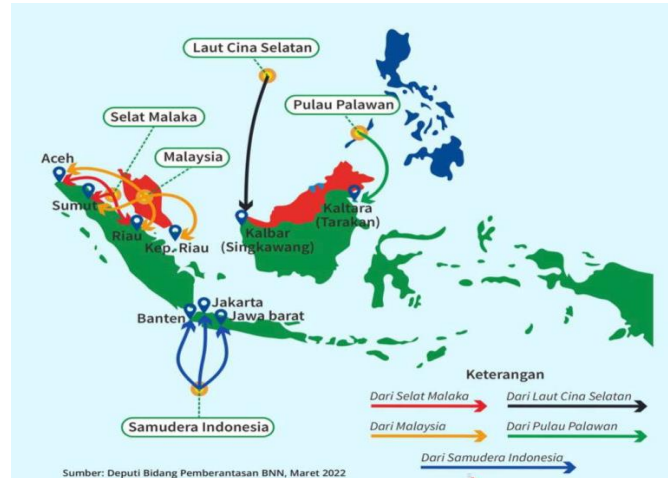 Laut Cina Selatan
Pulau Palawan
Selat Malaka
Malaysia
Aceh
Sumut
Riau
Kep. Riau
Kalbar
(Singkawang)
Kaltara
(Tarakan)
Jakarta
Banten
Jawa barat
Samudera Indonesia
Keterangan
Dari Selat Malaka
Dari Laut Cina Selatan
Dari Malaysia
Dari Pulau Palawan
Dari Samudera Indonesia
Sumber: Deputi Bidang Pemberantasan BNN, Maret 2022